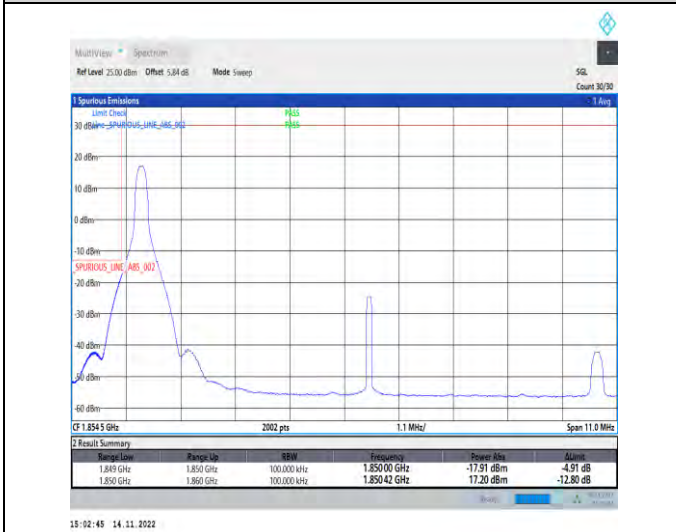 MultiView Spectrum
Ref Level 25.00 dBm Offset 5.84 dB Mode Sweep SGL
Count 30/30
1 Spurious Emissions 1 Avg
Limit Check PASS
30 dBm Line _SPURIOUS_LINE_ABS_002 PASS
20 dBm
10 dBm
0 dBm
-10 dBm
_SPURIOUS_LINE_ABS_002
-20 dBm
-30 dBm
-40 dBm
-50 dBm
-60 dBm
CF 1.854 5 GHz 2002 pts 1.1 MHz/ Span 11.0 MHz
2 Result Summary
Range Low Range Up RBW Frequency Power Abs ΔLimit
1.849 GHz 1.850 GHz 100.000 kHz 1.85000 GHz -17.91 dBm -4.91 dB
1.850 GHz 1.860 GHz 100.000 kHz 1.85042 GHz 17.20 dBm -12.80 dB
Ready
15:02:45 14.11.2022